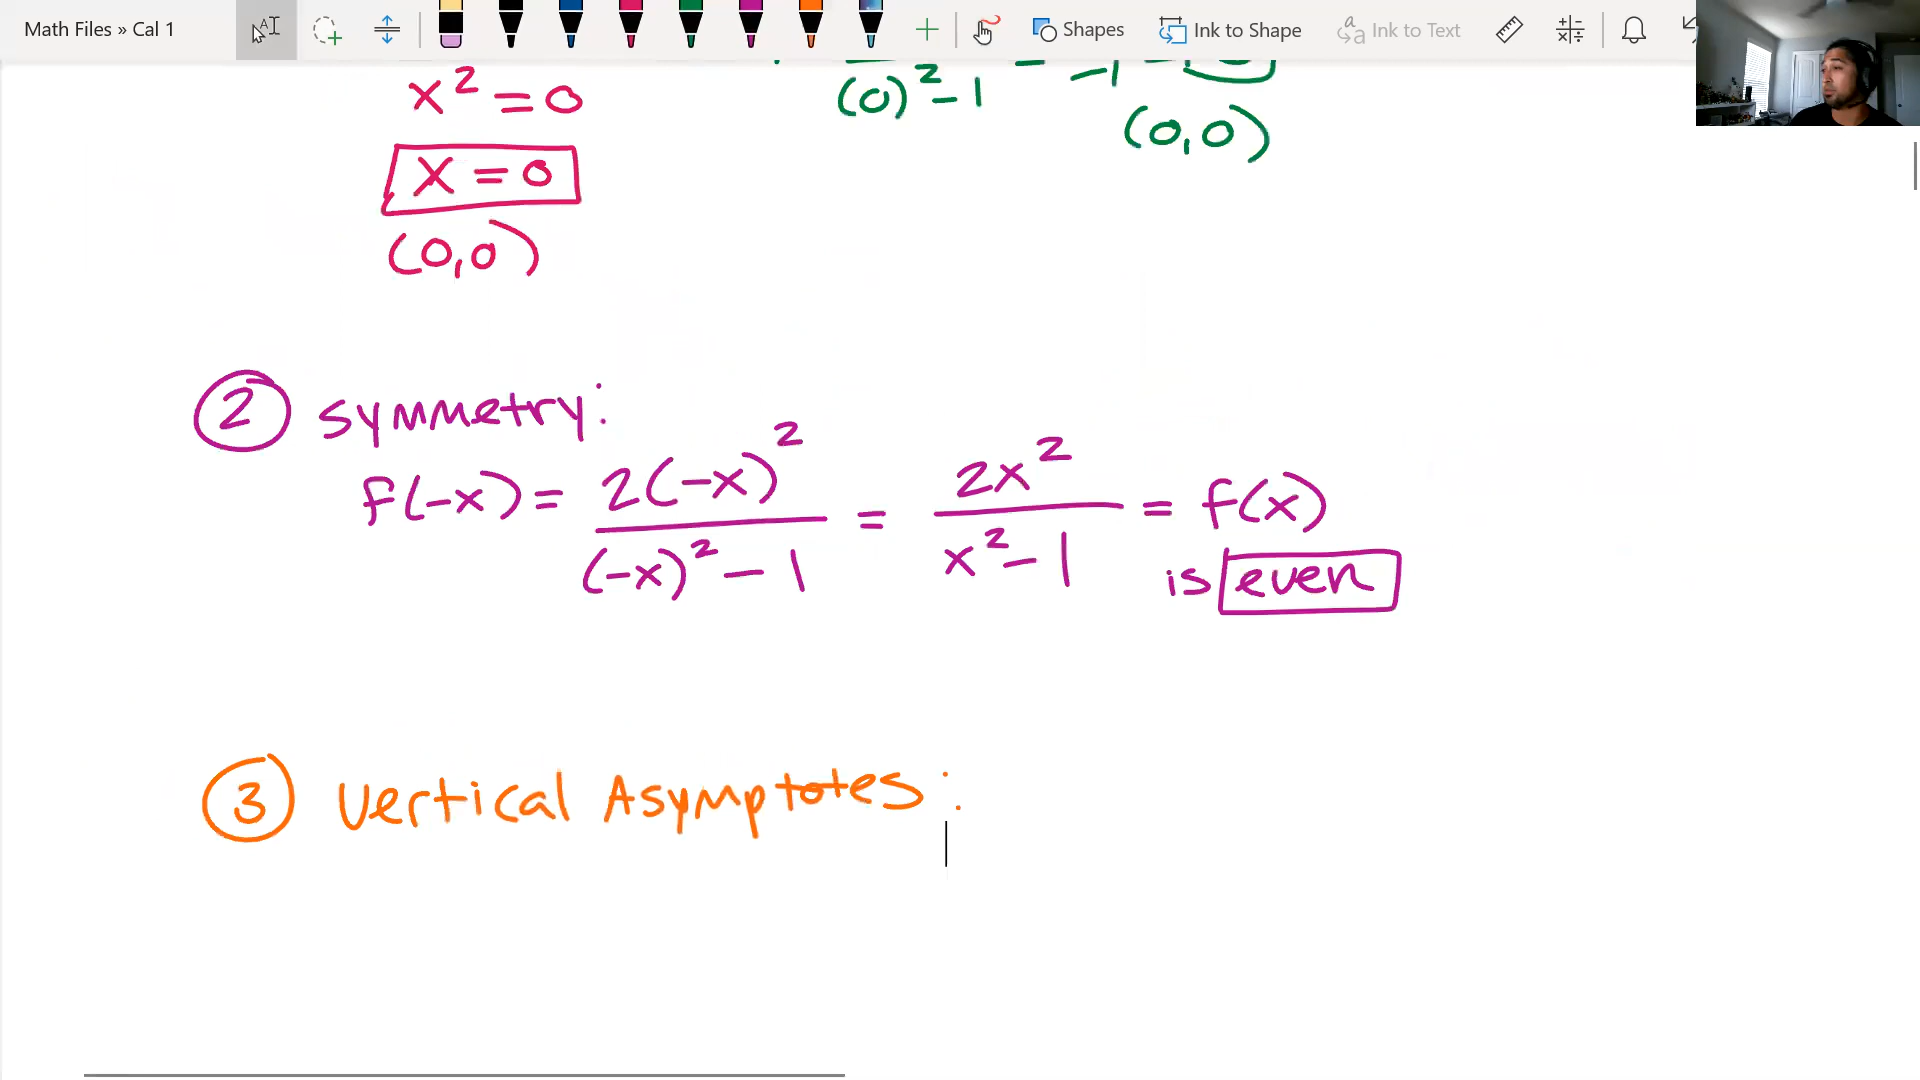 Math Files » Cal 1
Shapes
Ink to Shape
Ink to Text
x² = 0
x = 0
(0,0)
(0)² - 1
= -1
(0,0)
② symmetry:
f(-x) = 2(-x)² / (-x)² - 1 = 2x² / x² - 1 = f(x)
is even
③ Vertical Asymptotes: